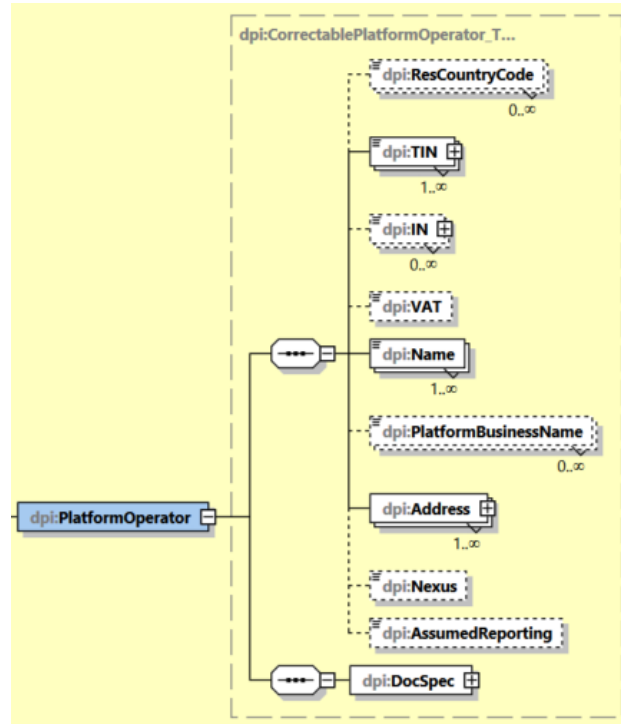 dpi:CorrectablePlatformOperator_T...
dpi:ResCountryCode
0..∞
dpi:TIN
1..∞
dpi:IN
0..∞
dpi:VAT
dpi:Name
1..∞
dpi:PlatformBusinessName
0..∞
dpi:PlatformOperator
dpi:Address
1..∞
dpi:Nexus
dpi:AssumedReporting
dpi:DocSpec